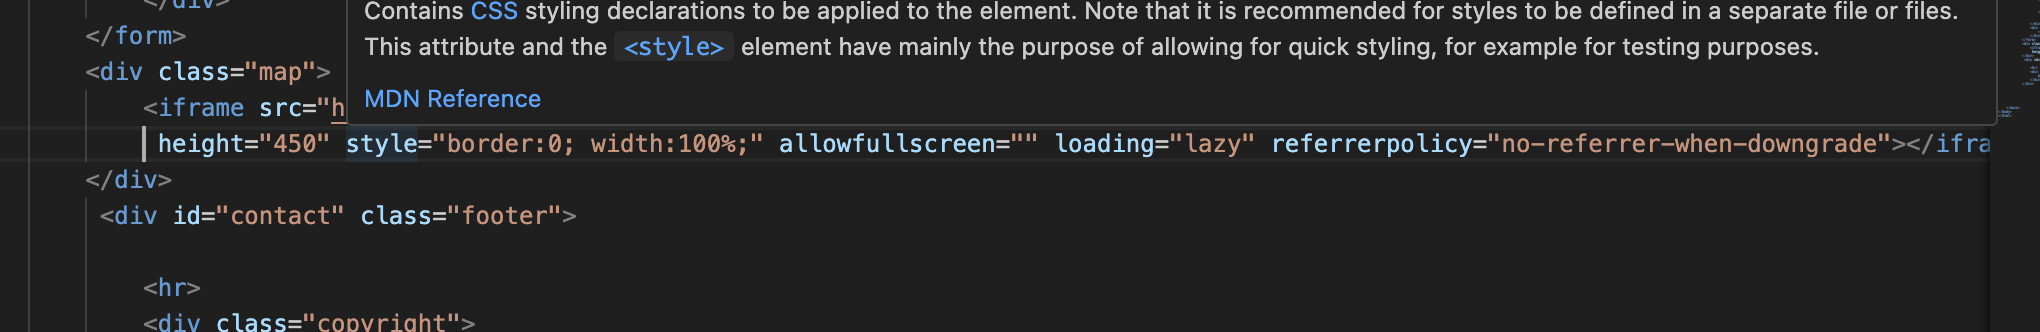 </div>
Contains CSS styling declarations to be applied to the element. Note that it is recommended for styles to be defined in a separate file or files.
</form>
This attribute and the <style> element have mainly the purpose of allowing for quick styling, for example for testing purposes.
<div class="map">
MDN Reference
<iframe src="h
height="450" style="border:0; width:100%;" allowfullscreen="" loading="lazy" referrerpolicy="no-referrer-when-downgrade"></ifra
</div>
<div id="contact" class="footer">
<hr>
<div class="copyright">